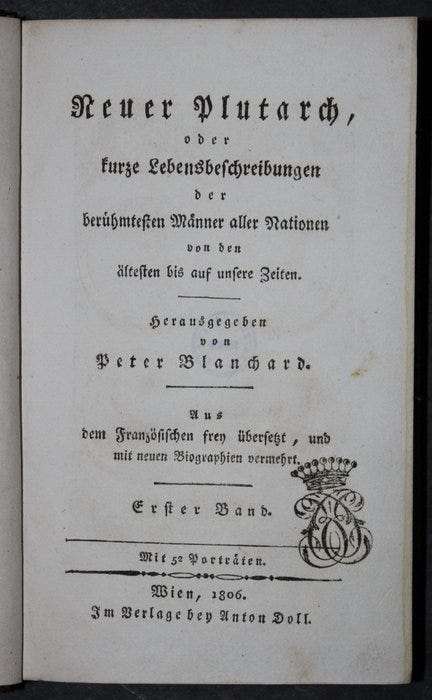 Neuer Plutarch,
oder
kurze Lebensbeschreibungen
der
berühmtesten Männer aller Nationen
von den
ältesten bis auf unsere Zeiten.
Herausgegeben
von
Peter Blanchard.
Aus
dem Französischen frey übersetzt, und
mit neuen Biographien vermehrt.
Erster Band.
Mit 52 Porträten.
Wien, 1806.
Im Verlage bey Anton Doll.